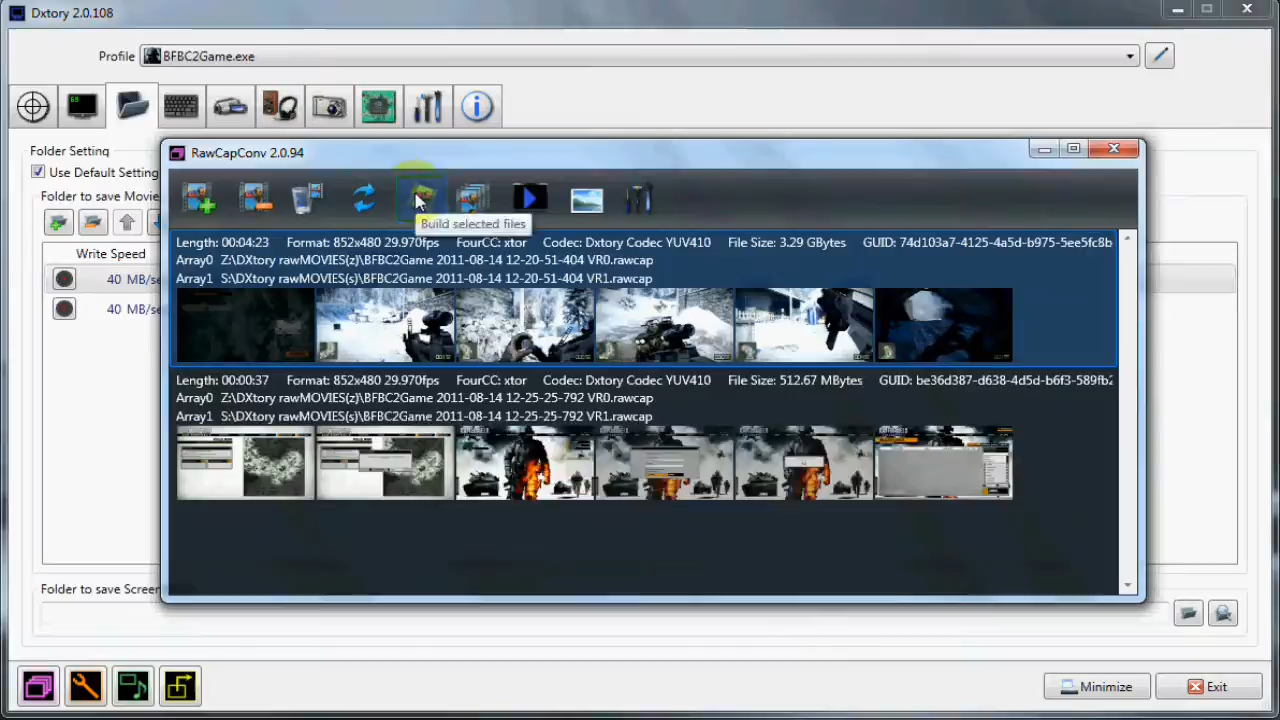 Dxtory 2.0.108
Profile
BFBC2Game.exe
Folder Setting
Use Default Setting
Folder to save Movie
Write Speed
40 MB/se
40 MB/se
Folder to save Screen
RawCapConv 2.0.94
Build selected files
Length: 00:04:23 Format: 852x480 29.970fps FourCC: xtor Codec: Dxtory Codec YUV410 File Size: 3.29 GBytes GUID: 74d103a7-4125-4a5d-b975-5ee5fc8b
Array0 Z:\DXtory rawMOVIES(z)\BFBC2Game 2011-08-14 12-20-51-404 VR0.rawcap
Array1 S:\DXtory rawMOVIES(s)\BFBC2Game 2011-08-14 12-20-51-404 VR1.rawcap
Length: 00:00:37 Format: 852x480 29.970fps FourCC: xtor Codec: Dxtory Codec YUV410 File Size: 512.67 MBytes GUID: be36d387-d638-4d5d-b6f3-589fb2
Array0 Z:\DXtory rawMOVIES(z)\BFBC2Game 2011-08-14 12-25-25-792 VR0.rawcap
Array1 S:\DXtory rawMOVIES(s)\BFBC2Game 2011-08-14 12-25-25-792 VR1.rawcap
Minimize
Exit